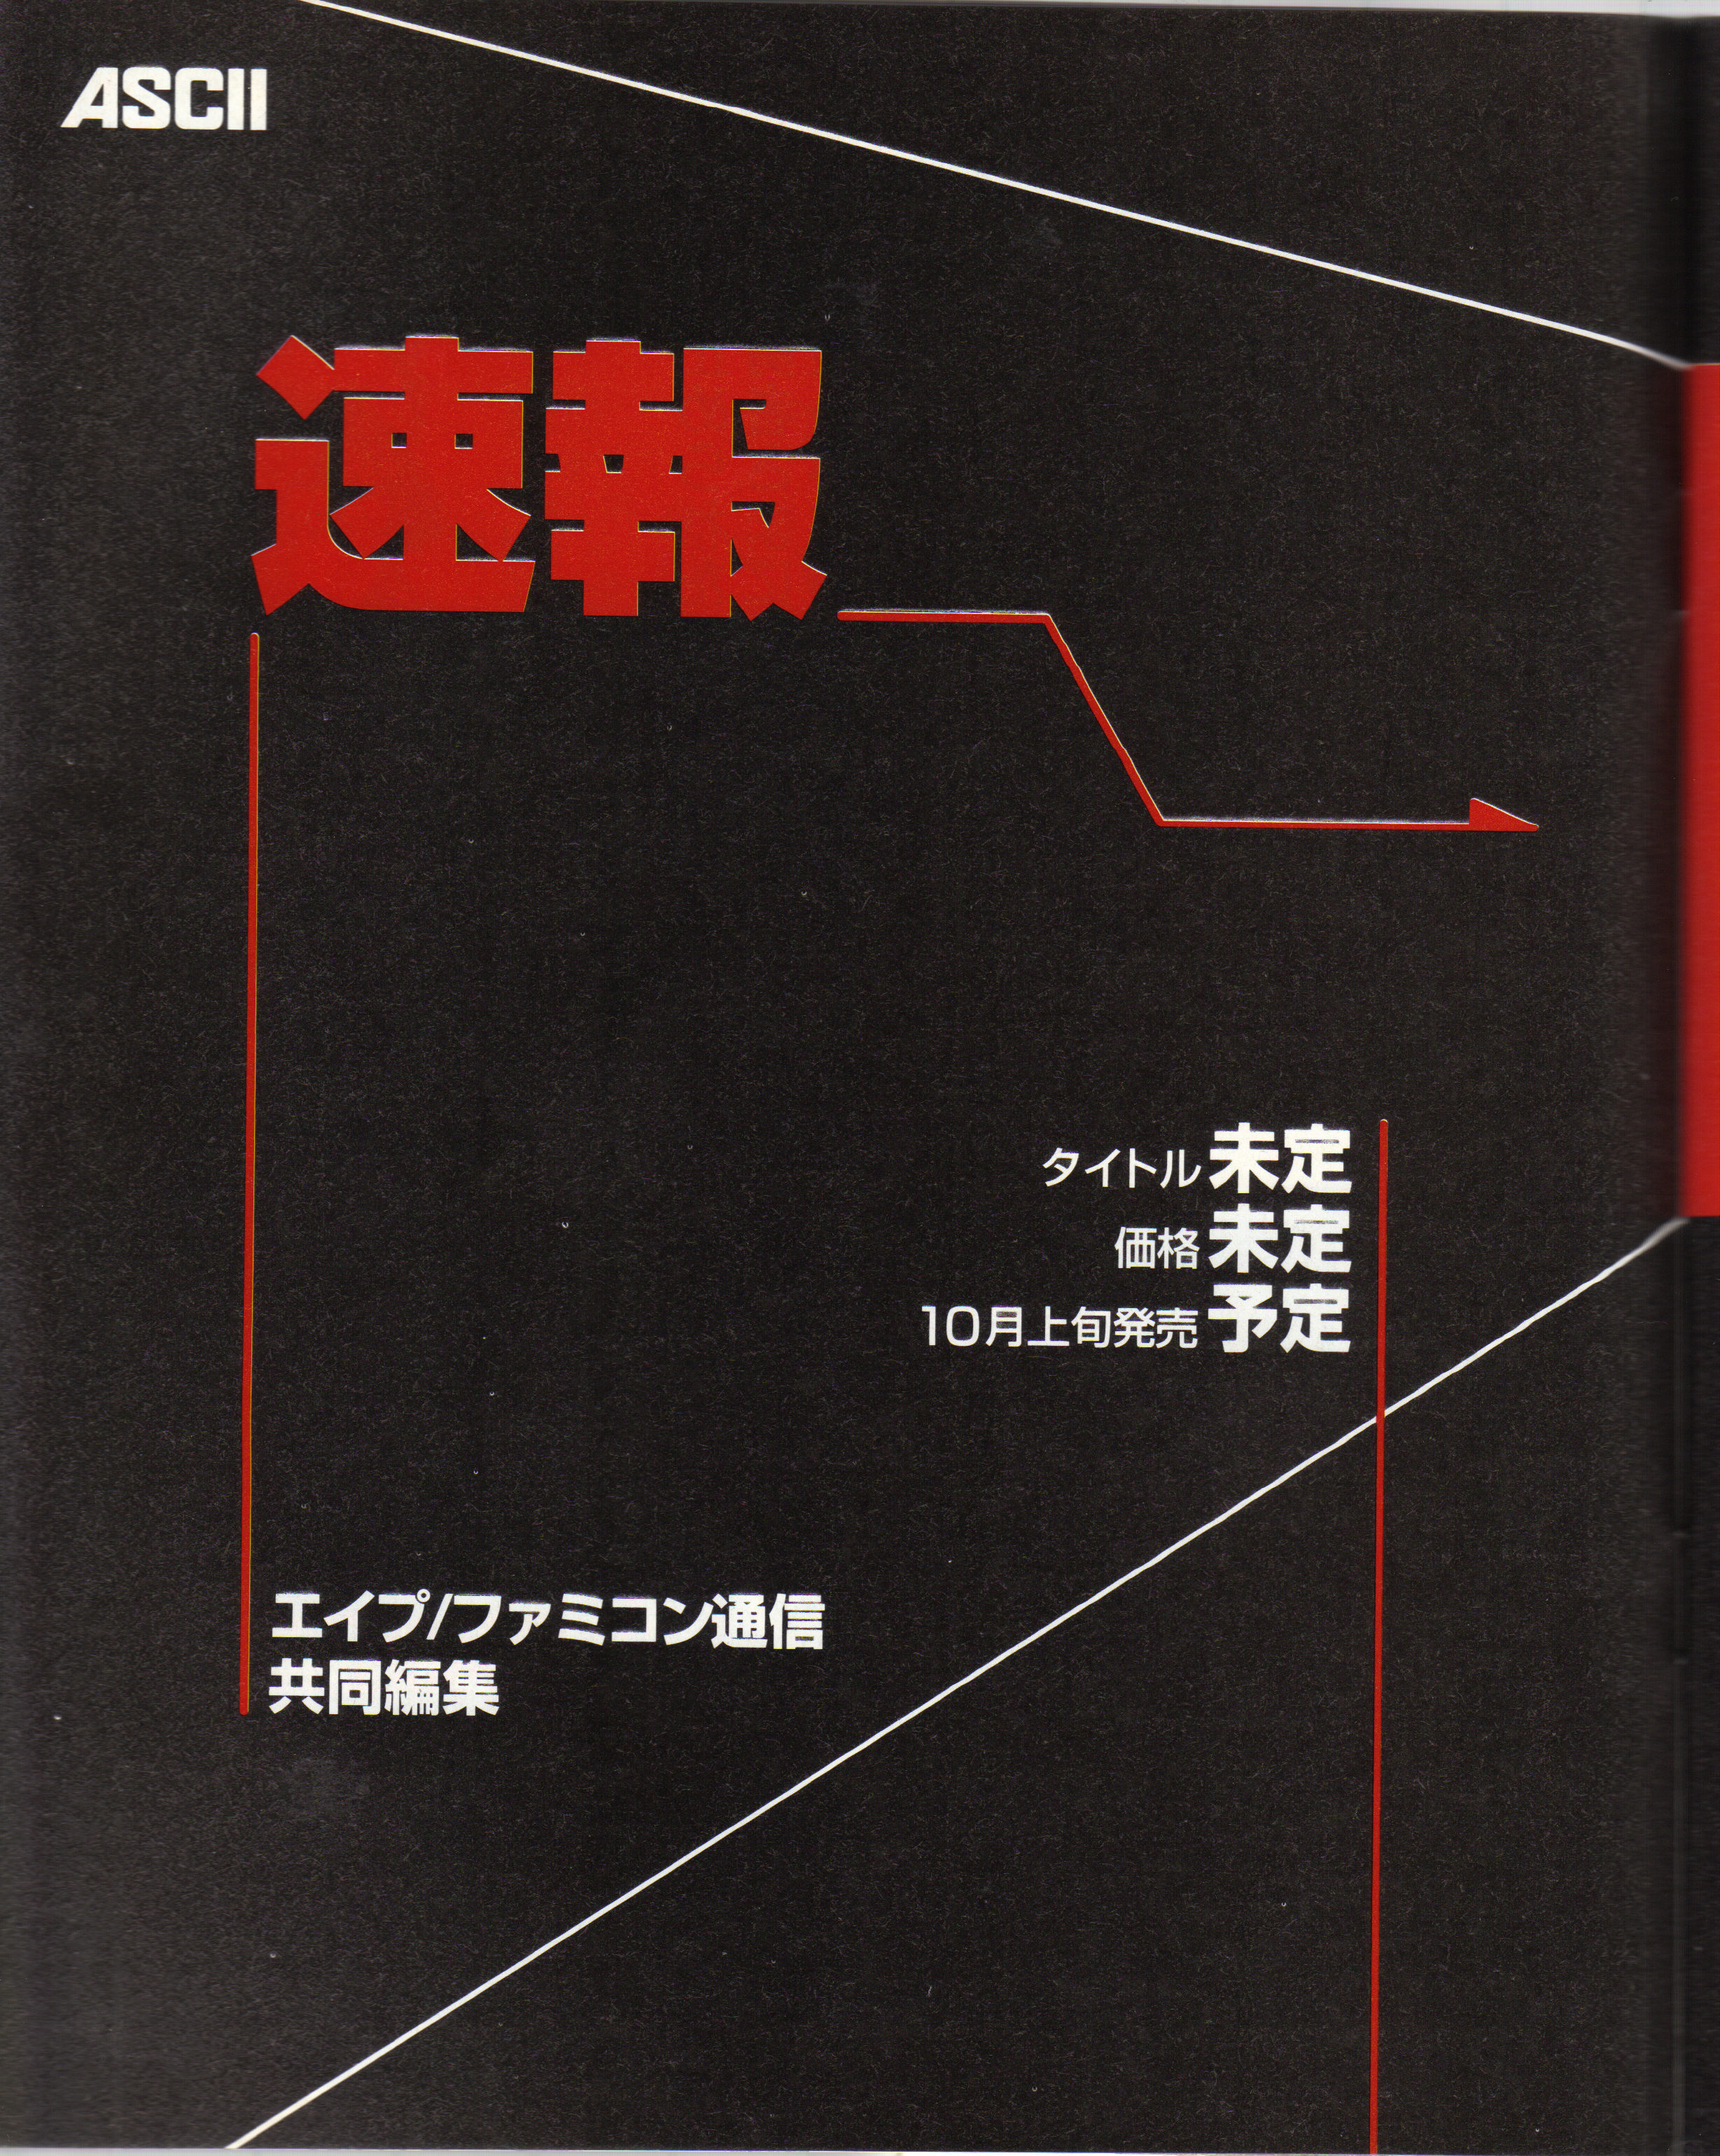 ASCII
速報
タイトル未定
価格未定
10月上旬発売予定
エイプ/ファミコン通信
共同編集